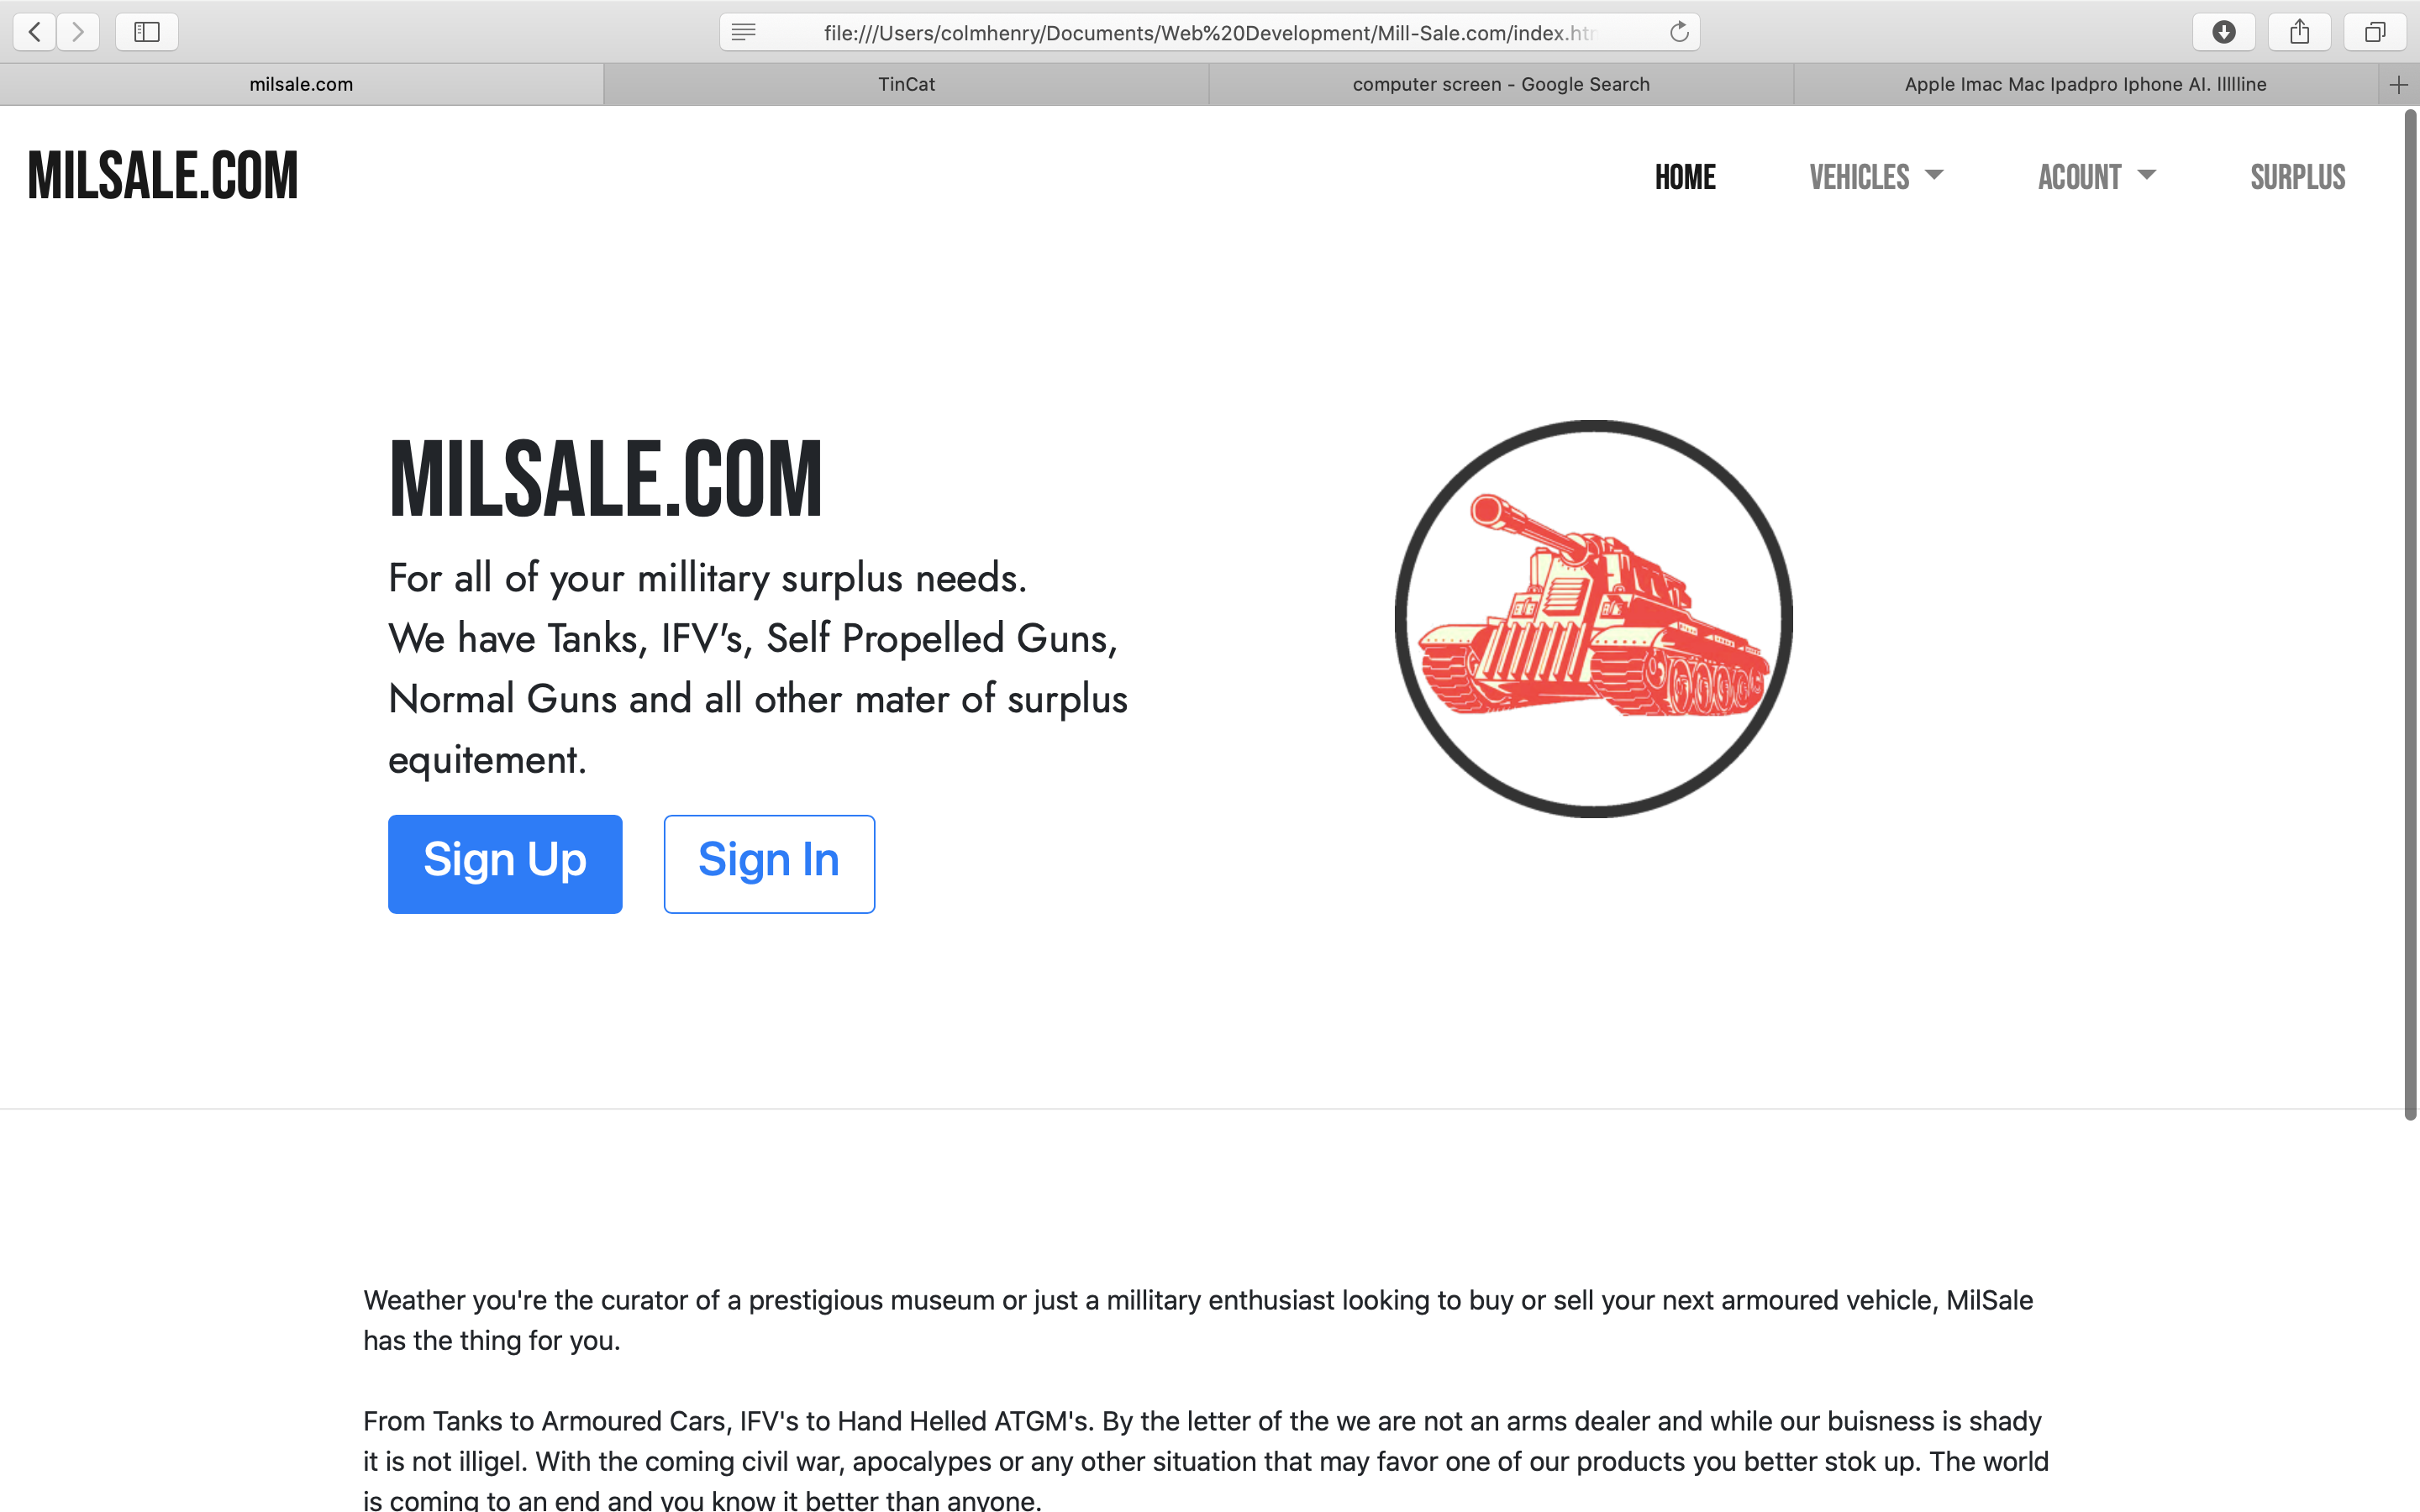 file:///Users/colmhenry/Documents/Web%20Development/Mill-Sale.com/index.htm
milsale.com
TinCat
computer screen - Google Search
Apple Imac Mac Ipadpro Iphone AI. lllllline
MILSALE.COM
HOME
VEHICLES
ACOUNT
SURPLUS
MILSALE.COM
For all of your millitary surplus needs.
We have Tanks, IFV's, Self Propelled Guns,
Normal Guns and all other mater of surplus
equitement.
Sign Up
Sign In
Weather you're the curator of a prestigious museum or just a millitary enthusiast looking to buy or sell your next armoured vehicle, MilSale
has the thing for you.
From Tanks to Armoured Cars, IFV's to Hand Helled ATGM's. By the letter of the we are not an arms dealer and while our buisness is shady
it is not illigel. With the coming civil war, apocalypes or any other situation that may favor one of our products you better stok up. The world
is coming to an end and you know it better than anyone.